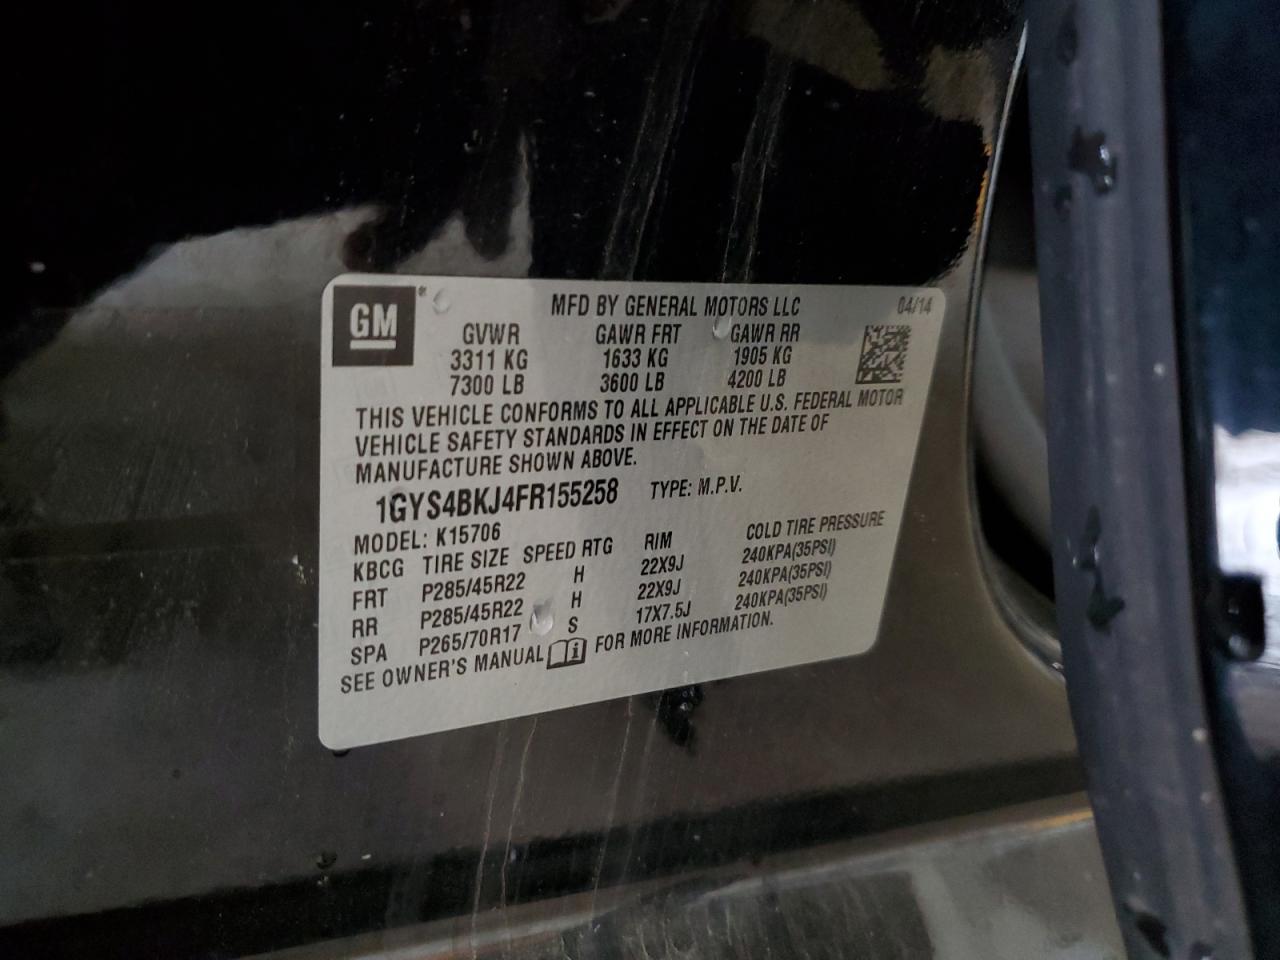 GM ® MFD BY GENERAL MOTORS LLC 04/14
GVWR GAWR FRT GAWR RR
3311 KG 1633 KG 1905 KG
7300 LB 3600 LB 4200 LB
THIS VEHICLE CONFORMS TO ALL APPLICABLE U.S. FEDERAL MOTOR
VEHICLE SAFETY STANDARDS IN EFFECT ON THE DATE OF
MANUFACTURE SHOWN ABOVE.
1GYS4BKJ4FR155258 TYPE: M.P.V.
MODEL: K15706
KBCG TIRE SIZE SPEED RTG RIM COLD TIRE PRESSURE
FRT P285/45R22 H 22X9J 240KPA(35PSI)
RR P285/45R22 H 22X9J 240KPA(35PSI)
SPA P265/70R17 S 17X7.5J 240KPA(35PSI)
SEE OWNER'S MANUAL i FOR MORE INFORMATION.